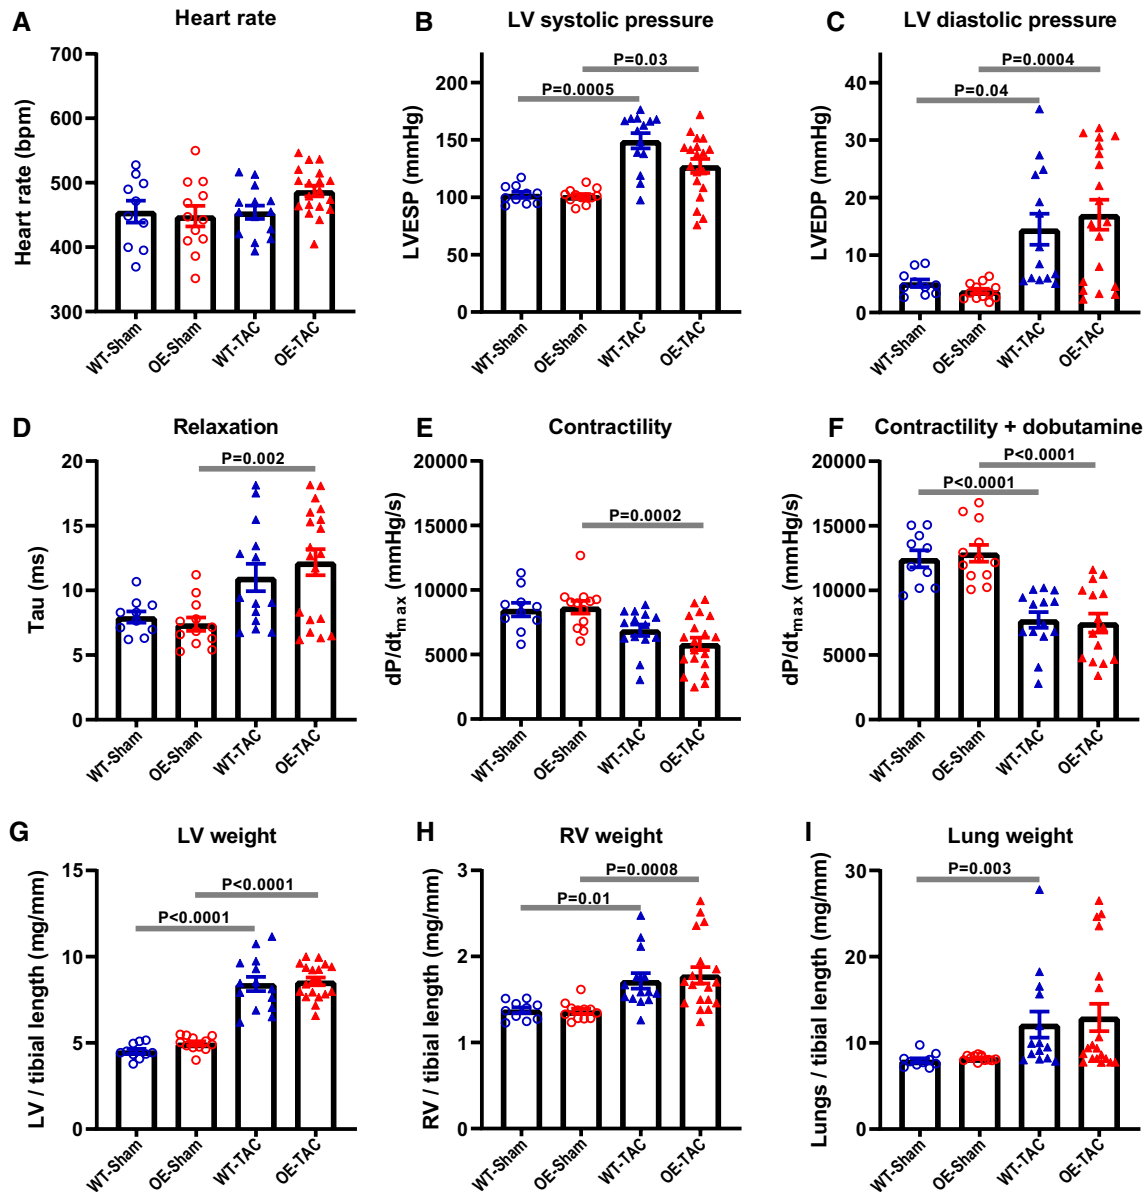 A
Heart rate
Heart rate (bpm)
700
600
500
400
300
WT-Sham
OE-Sham
WT-TAC
OE-TAC
B
LV systolic pressure
LVESP (mmHg)
P=0.03
P=0.0005
200
150
100
50
0
WT-Sham
OE-Sham
WT-TAC
OE-TAC
C
LV diastolic pressure
LVEDP (mmHg)
P=0.0004
P=0.04
40
30
20
10
0
WT-Sham
OE-Sham
WT-TAC
OE-TAC
D
Relaxation
Tau (ms)
P=0.002
20
15
10
5
0
WT-Sham
OE-Sham
WT-TAC
OE-TAC
E
Contractility
dP/dtmax (mmHg/s)
P=0.0002
20000
15000
10000
5000
0
WT-Sham
OE-Sham
WT-TAC
OE-TAC
F
Contractility + dobutamine
dP/dtmax (mmHg/s)
P<0.0001
P<0.0001
20000
15000
10000
5000
0
WT-Sham
OE-Sham
WT-TAC
OE-TAC
G
LV weight
LV / tibial length (mg/mm)
P<0.0001
P<0.0001
15
10
5
0
WT-Sham
OE-Sham
WT-TAC
OE-TAC
H
RV weight
RV / tibial length (mg/mm)
P=0.0008
P=0.01
3
2
1
0
WT-Sham
OE-Sham
WT-TAC
OE-TAC
I
Lung weight
Lungs / tibial length (mg/mm)
P=0.003
30
20
10
0
WT-Sham
OE-Sham
WT-TAC
OE-TAC